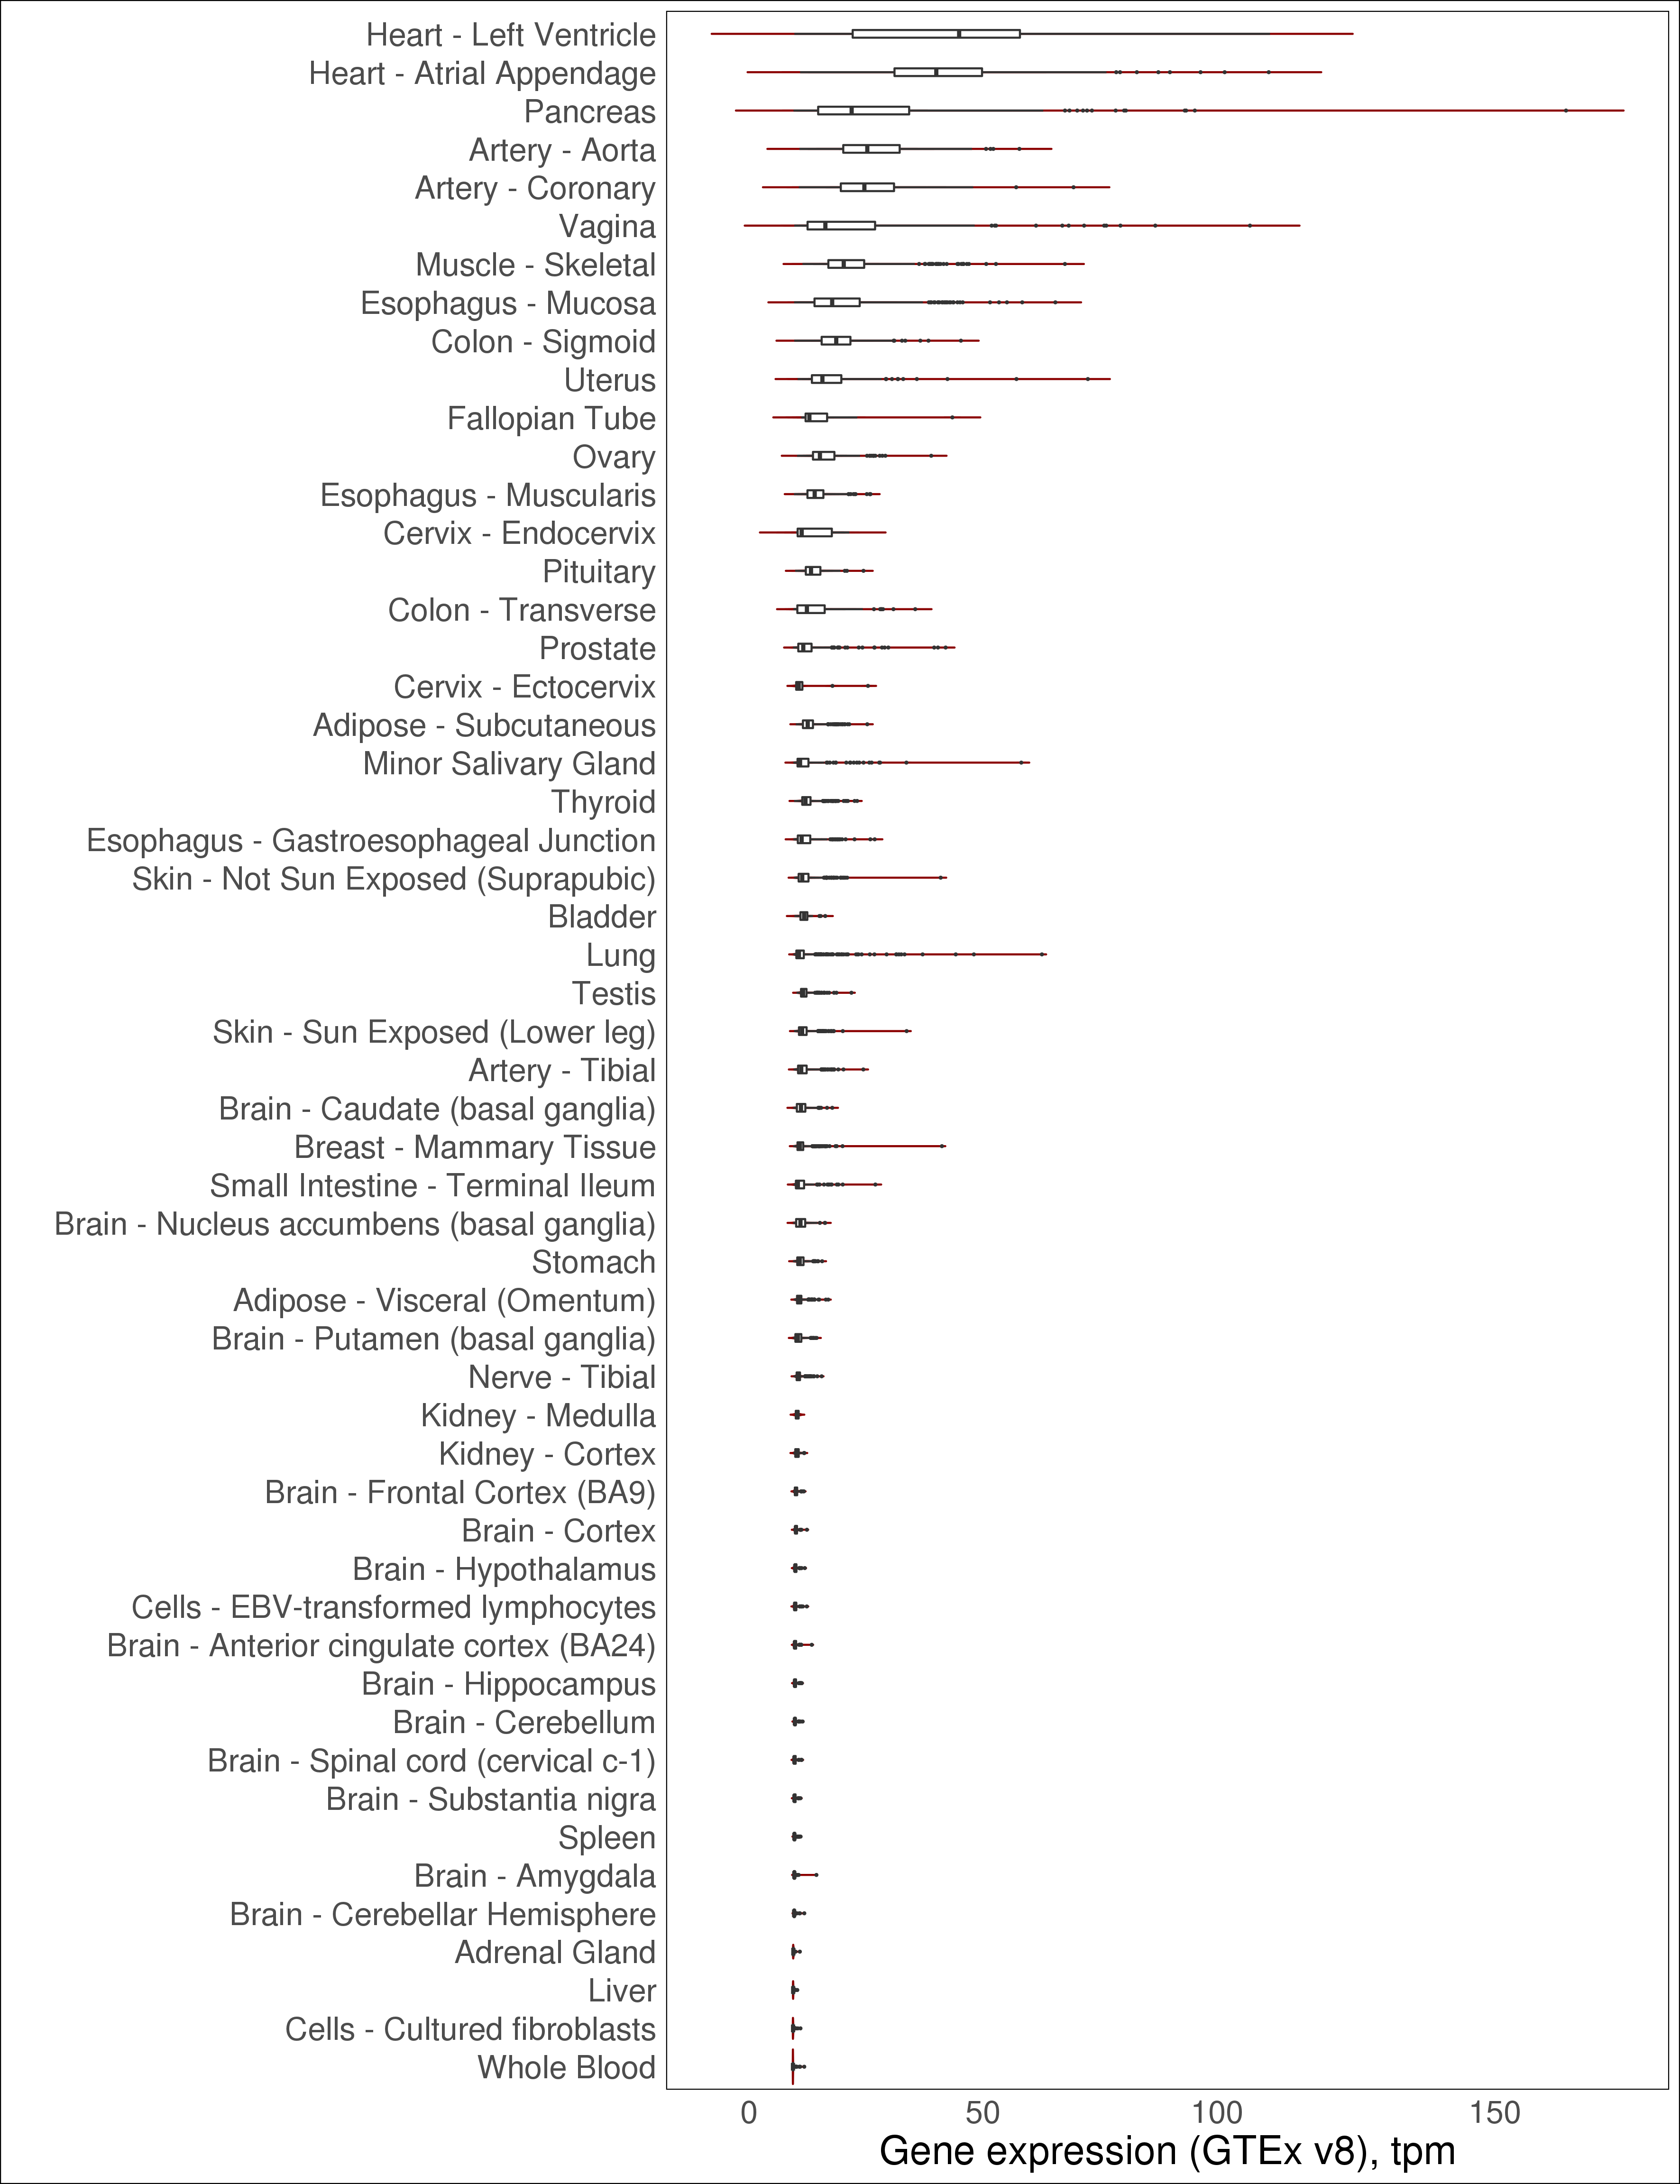 Heart - Left Ventricle
Heart - Atrial Appendage
Pancreas
Artery - Aorta
Artery - Coronary
Vagina
Muscle - Skeletal
Esophagus - Mucosa
Colon - Sigmoid
Uterus
Fallopian Tube
Ovary
Esophagus - Muscularis
Cervix - Endocervix
Pituitary
Colon - Transverse
Prostate
Cervix - Ectocervix
Adipose - Subcutaneous
Minor Salivary Gland
Thyroid
Esophagus - Gastroesophageal Junction
Skin - Not Sun Exposed (Suprapubic)
Bladder
Lung
Testis
Skin - Sun Exposed (Lower leg)
Artery - Tibial
Brain - Caudate (basal ganglia)
Breast - Mammary Tissue
Small Intestine - Terminal Ileum
Brain - Nucleus accumbens (basal ganglia)
Stomach
Adipose - Visceral (Omentum)
Brain - Putamen (basal ganglia)
Nerve - Tibial
Kidney - Medulla
Kidney - Cortex
Brain - Frontal Cortex (BA9)
Brain - Cortex
Brain - Hypothalamus
Cells - EBV-transformed lymphocytes
Brain - Anterior cingulate cortex (BA24)
Brain - Hippocampus
Brain - Cerebellum
Brain - Spinal cord (cervical c-1)
Brain - Substantia nigra
Spleen
Brain - Amygdala
Brain - Cerebellar Hemisphere
Adrenal Gland
Liver
Cells - Cultured fibroblasts
Whole Blood
0 50 100 150
Gene expression (GTEx v8), tpm